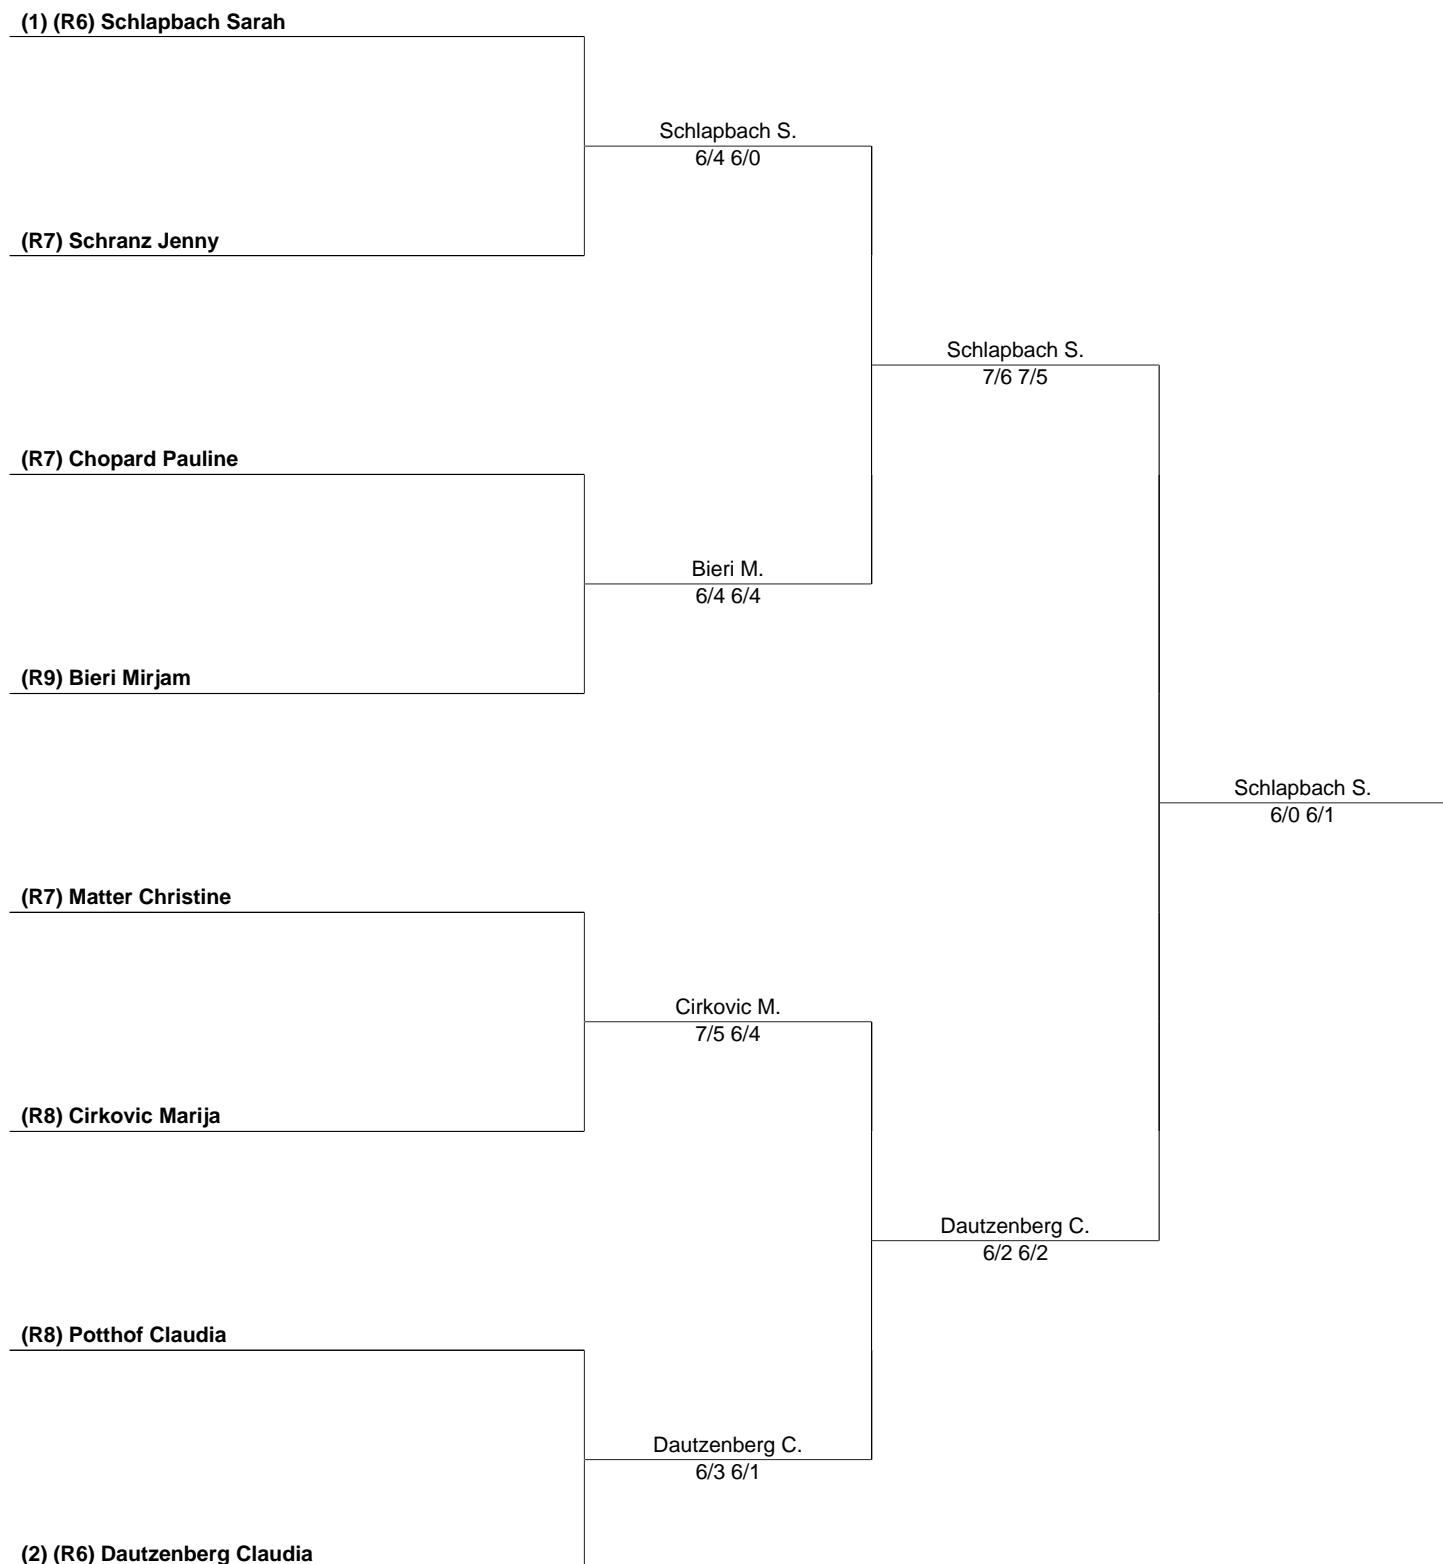 (1) (R6) Schlapbach Sarah
Schlapbach S.
6/4 6/0
(R7) Schranz Jenny
Schlapbach S.
7/6 7/5
(R7) Chopard Pauline
Bieri M.
6/4 6/4
(R9) Bieri Mirjam
Schlapbach S.
6/0 6/1
(R7) Matter Christine
Cirkovic M.
7/5 6/4
(R8) Cirkovic Marija
Dautzenberg C.
6/2 6/2
(R8) Potthof Claudia
Dautzenberg C.
6/3 6/1
(2) (R6) Dautzenberg Claudia